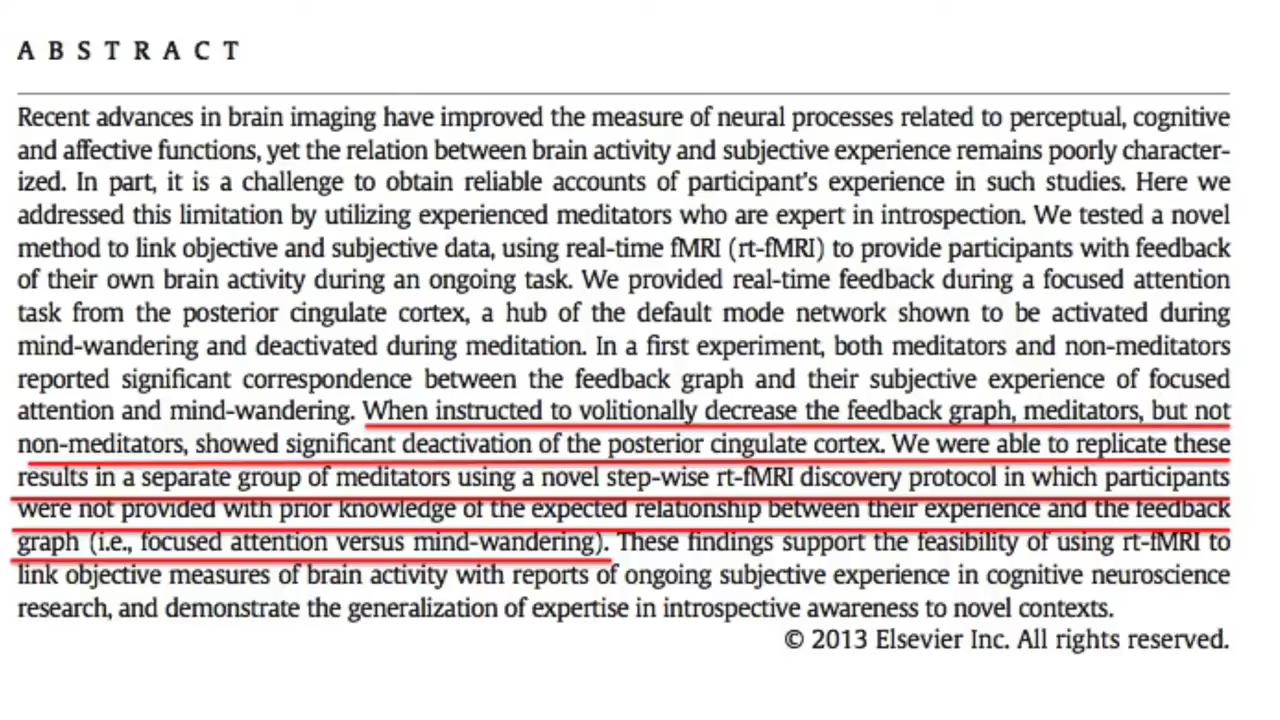 A B S T R A C T
Recent advances in brain imaging have improved the measure of neural processes related to perceptual, cognitive
and affective functions, yet the relation between brain activity and subjective experience remains poorly character-
ized. In part, it is a challenge to obtain reliable accounts of participant's experience in such studies. Here we
addressed this limitation by utilizing experienced meditators who are expert in introspection. We tested a novel
method to link objective and subjective data, using real-time fMRI (rt-fMRI) to provide participants with feedback
of their own brain activity during an ongoing task. We provided real-time feedback during a focused attention
task from the posterior cingulate cortex, a hub of the default mode network shown to be activated during
mind-wandering and deactivated during meditation. In a first experiment, both meditators and non-meditators
reported significant correspondence between the feedback graph and their subjective experience of focused
attention and mind-wandering. When instructed to volitionally decrease the feedback graph, meditators, but not
non-meditators, showed significant deactivation of the posterior cingulate cortex. We were able to replicate these
results in a separate group of meditators using a novel step-wise rt-fMRI discovery protocol in which participants
were not provided with prior knowledge of the expected relationship between their experience and the feedback
graph (i.e., focused attention versus mind-wandering). These findings support the feasibility of using rt-fMRI to
link objective measures of brain activity with reports of ongoing subjective experience in cognitive neuroscience
research, and demonstrate the generalization of expertise in introspective awareness to novel contexts.
© 2013 Elsevier Inc. All rights reserved.